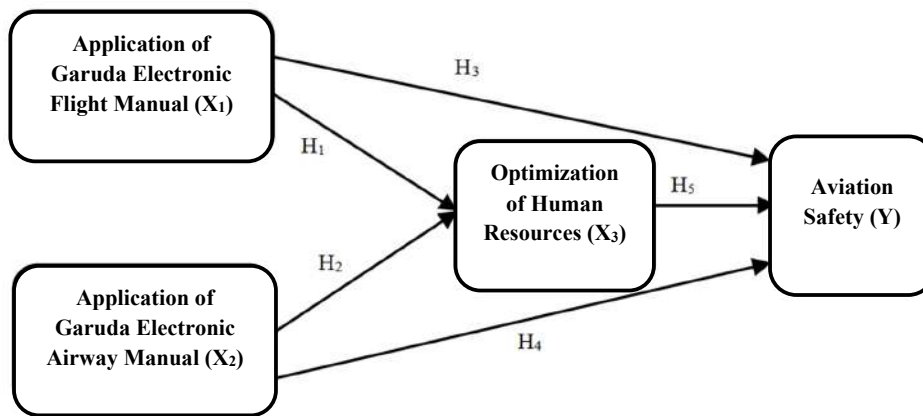 Application of
Garuda Electronic
Flight Manual (X₁)
H₃
H₁
Optimization
of Human
Resources (X₃)
H₅
Aviation
Safety (Y)
H₂
Application of
Garuda Electronic
Airway Manual (X₂)
H₄